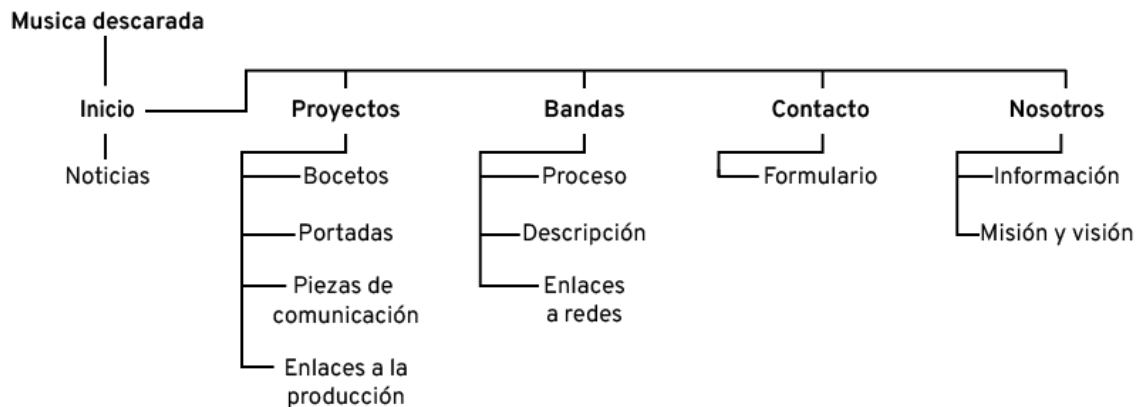 Musica descarada
Inicio
Proyectos
Bandas
Contacto
Nosotros
Noticias
Bocetos
Portadas
Piezas de
comunicación
Enlaces a la
producción
Proceso
Descripción
Enlaces
a redes
Formulario
Información
Misión y visión